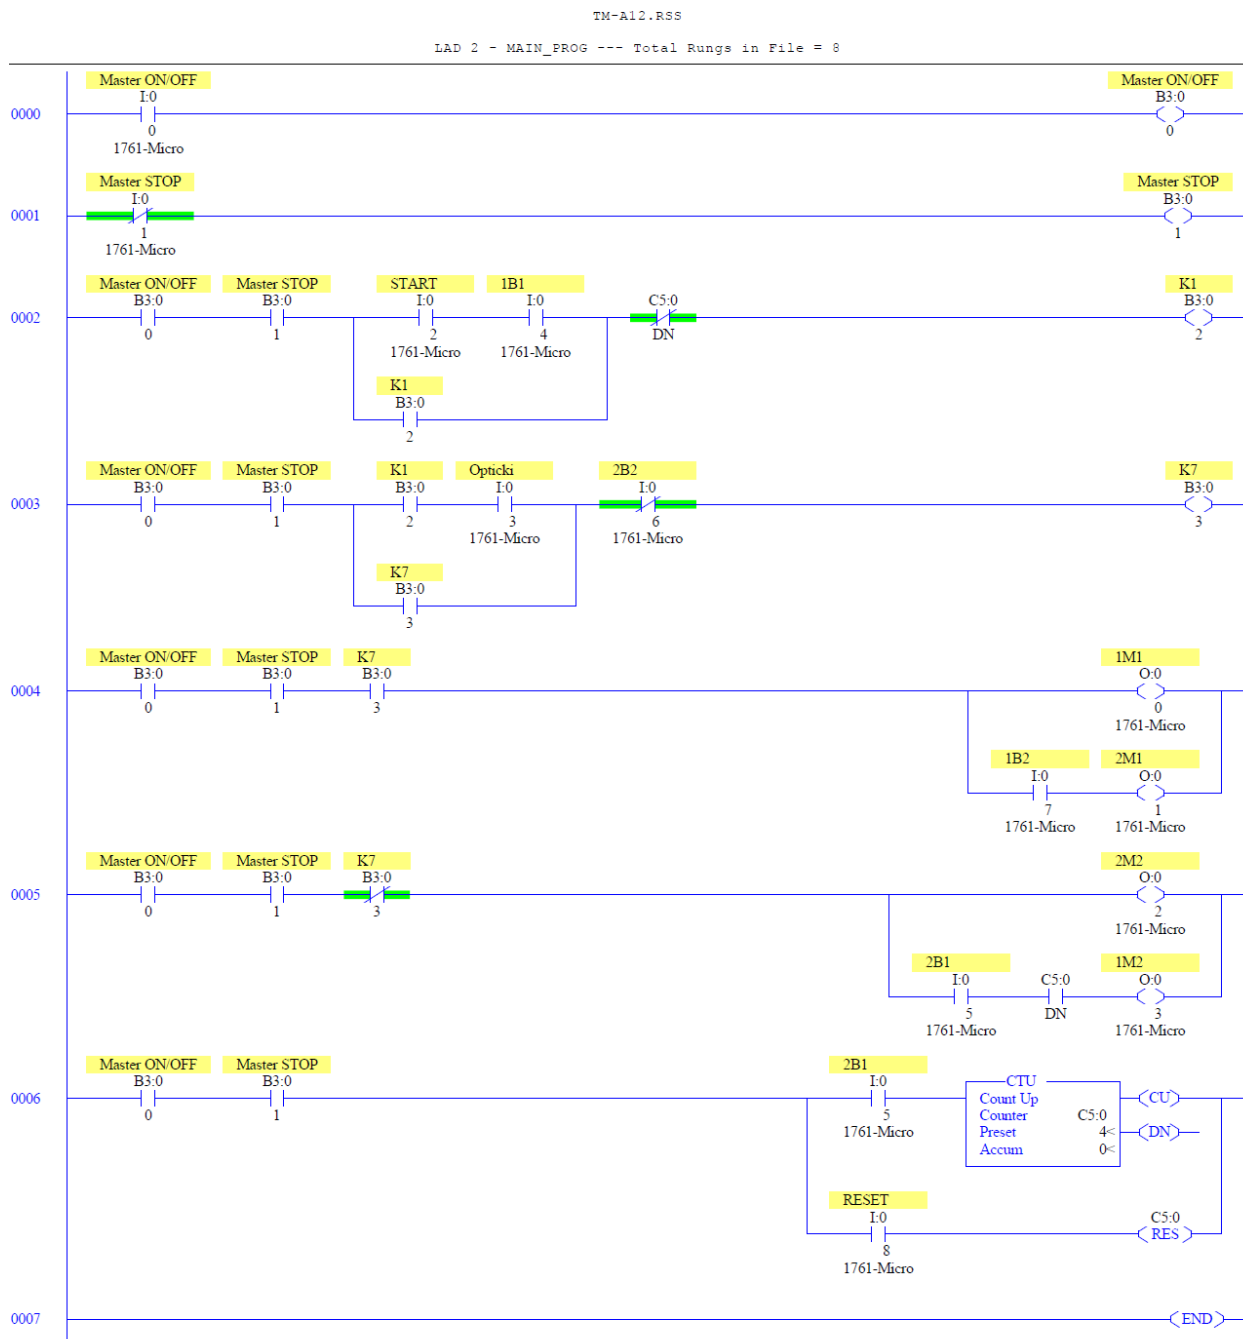 TM-A12.RSS
LAD 2 - MAIN_PROG --- Total Rungs in File = 8
Master ON/OFF Master ON/OFF
I:0 B3:0
0000
0 0
1761-Micro
Master STOP Master STOP
I:0 B3:0
0001
1 1
1761-Micro
Master ON/OFF Master STOP START 1B1 K1
B3:0 B3:0 I:0 I:0 C5:0 B3:0
0002
0 1 2 4 DN 2
1761-Micro 1761-Micro
K1
B3:0
2
Master ON/OFF Master STOP K1 Opticki 2B2 K7
B3:0 B3:0 B3:0 I:0 I:0 B3:0
0003
0 1 2 3 6 3
1761-Micro 1761-Micro
K7
B3:0
3
Master ON/OFF Master STOP K7 1M1
B3:0 B3:0 B3:0 O:0
0004
0 1 3 0
1761-Micro
1B2 2M1
I:0 O:0
7 1
1761-Micro 1761-Micro
Master ON/OFF Master STOP K7 2M2
B3:0 B3:0 B3:0 O:0
0005
0 1 3 2
1761-Micro
2B1 1M2
I:0 C5:0 O:0
5 DN 3
1761-Micro 1761-Micro
Master ON/OFF Master STOP 2B1
B3:0 B3:0 I:0 CTU
0006 Count Up CU
0 1 5 Counter C5:0
1761-Micro Preset 4< DN
Accum 0<
RESET
I:0 C5:0
RES
8
1761-Micro
0007 END